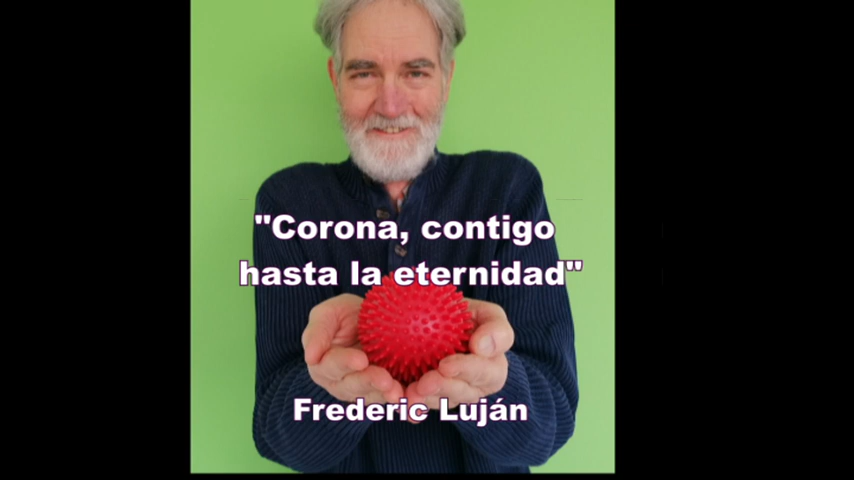 "Corona, contigo
hasta la eternidad"
Frederic Luján